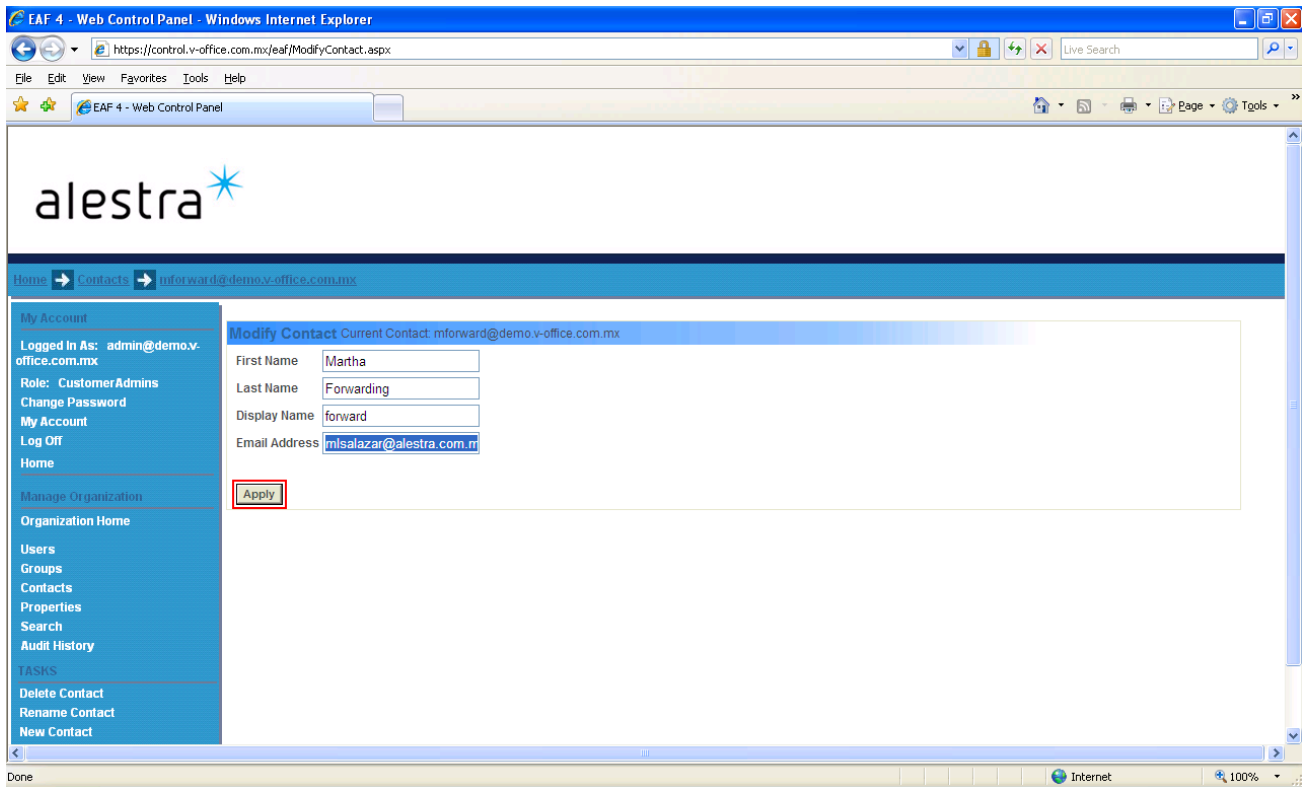 EAF 4 - Web Control Panel - Windows Internet Explorer
https://control.v-office.com.mx/eaf/ModifyContact.aspx
Live Search
File Edit View Favorites Tools Help
EAF 4 - Web Control Panel
Page Tools »
alestra
Home Contacts mforward@demo.v-office.com.mx
My Account
Logged In As: admin@demo.v-
office.com.mx
Role: CustomerAdmins
Change Password
My Account
Log Off
Home
Manage Organization
Organization Home
Users
Groups
Contacts
Properties
Search
Audit History
TASKS
Delete Contact
Rename Contact
New Contact
Modify Contact Current Contact: mforward@demo.v-office.com.mx
First Name Martha
Last Name Forwarding
Display Name forward
Email Address mlsalazar@alestra.com.m
Apply
Done
Internet
100%